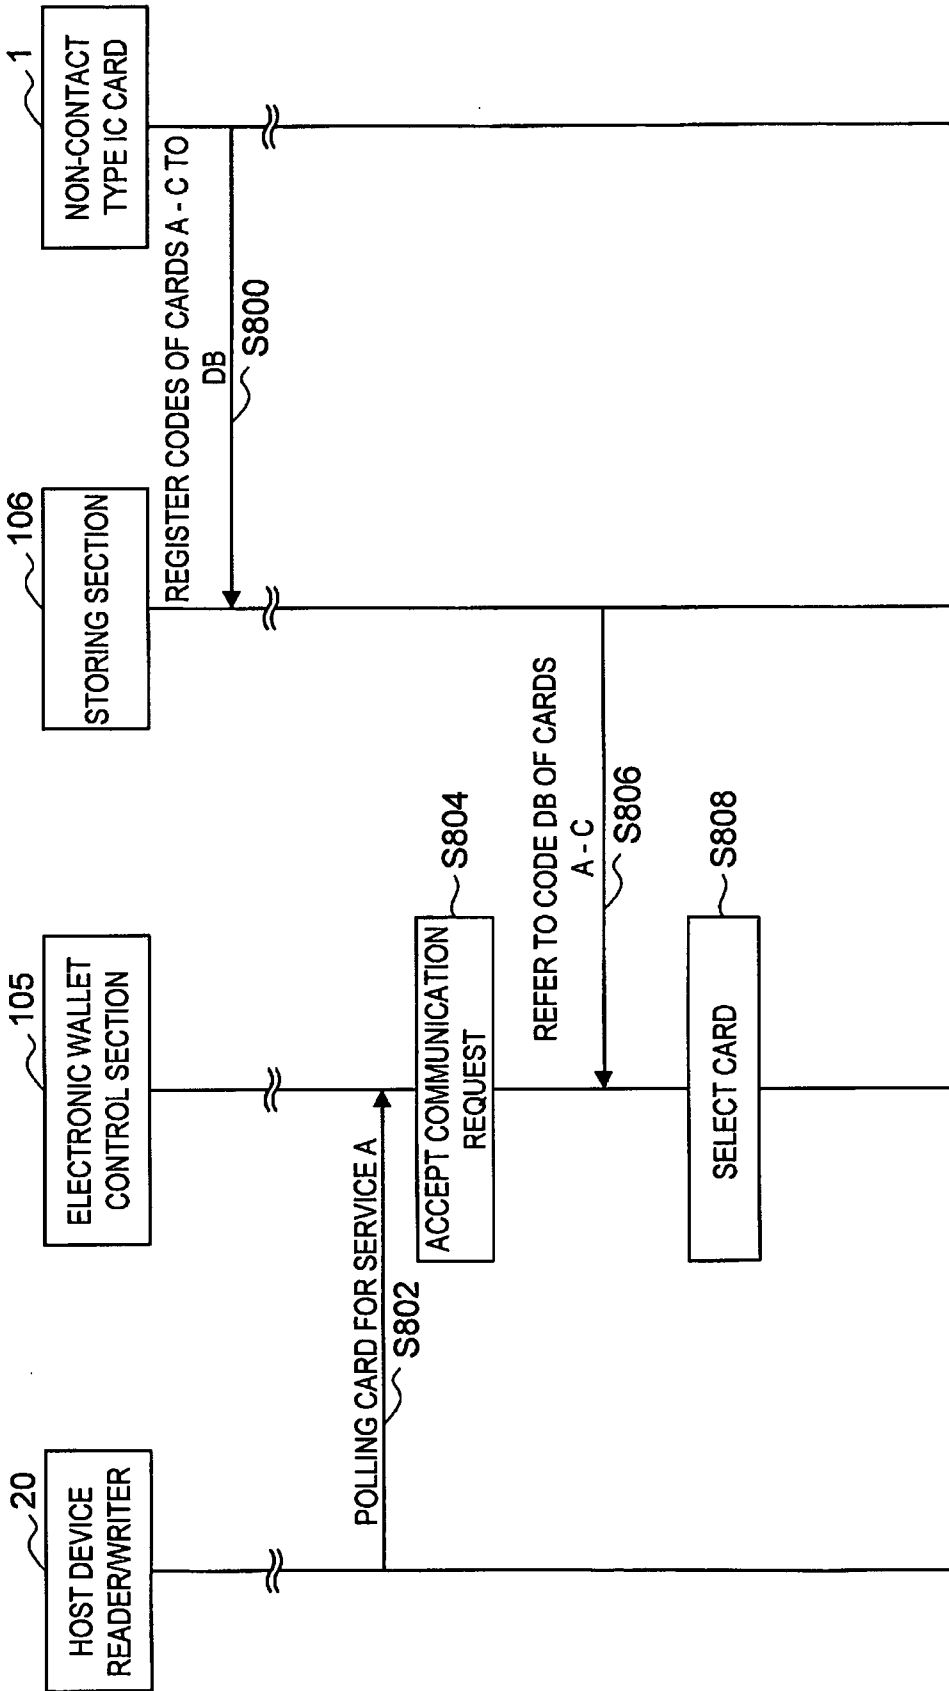 20
HOST DEVICE
READER/WRITER
105
ELECTRONIC WALLET
CONTROL SECTION
106
STORING SECTION
1
NON-CONTACT
TYPE IC CARD
REGISTER CODES OF CARDS A - C TO
DB
S800
POLLING CARD FOR SERVICE A
S802
ACCEPT COMMUNICATION
REQUEST
S804
REFER TO CODE DB OF CARDS
A - C
S806
SELECT CARD
S808